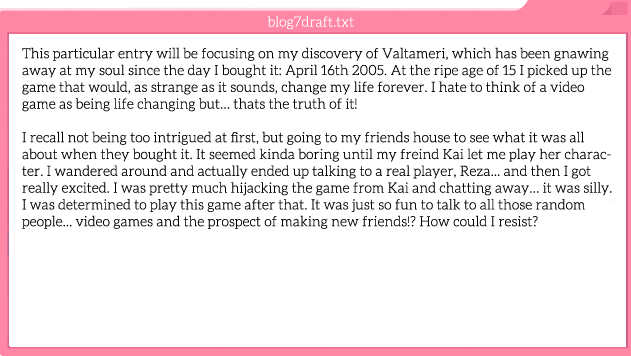 blog7draft.txt
This particular entry will be focusing on my discovery of Valtameri, which has been gnawing
away at my soul since the day I bought it: April 16th 2005. At the ripe age of 15 I picked up the
game that would, as strange as it sounds, change my life forever. I hate to think of a video
game as being life changing but... thats the truth of it!
I recall not being too intrigued at first, but going to my friends house to see what it was all
about when they bought it. It seemed kinda boring until my freind Kai let me play her charac-
ter. I wandered around and actually ended up talking to a real player, Reza... and then I got
really excited. I was pretty much hijacking the game from Kai and chatting away... it was silly.
I was determined to play this game after that. It was just so fun to talk to all those random
people... video games and the prospect of making new friends!? How could I resist?